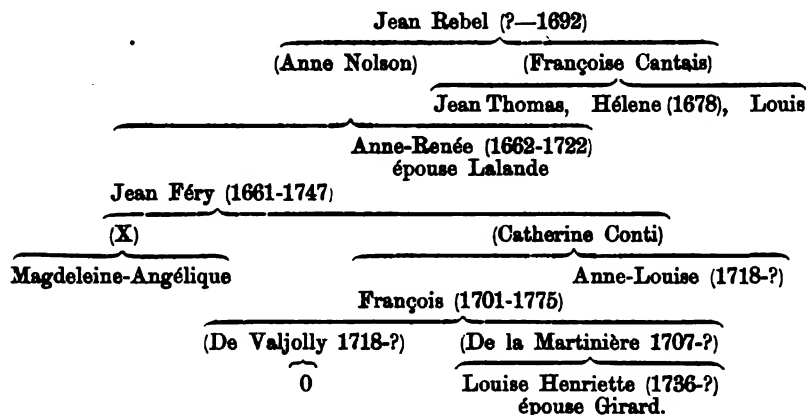 Jean Rebel (?—1692)
(Anne Nolson) (Françoise Cantais)
Jean Thomas, Hélene (1678), Louis
Anne-Renée (1662-1722)
épouse Lalande
Jean Féry (1661-1747)
(X) (Catherine Conti)
Magdeleine-Angélique Anne-Louise (1718-?)
François (1701-1775)
(De Valjolly 1718-?) (De la Martinière 1707-?)
0 Louise Henriette (1736-?)
épouse Girard.